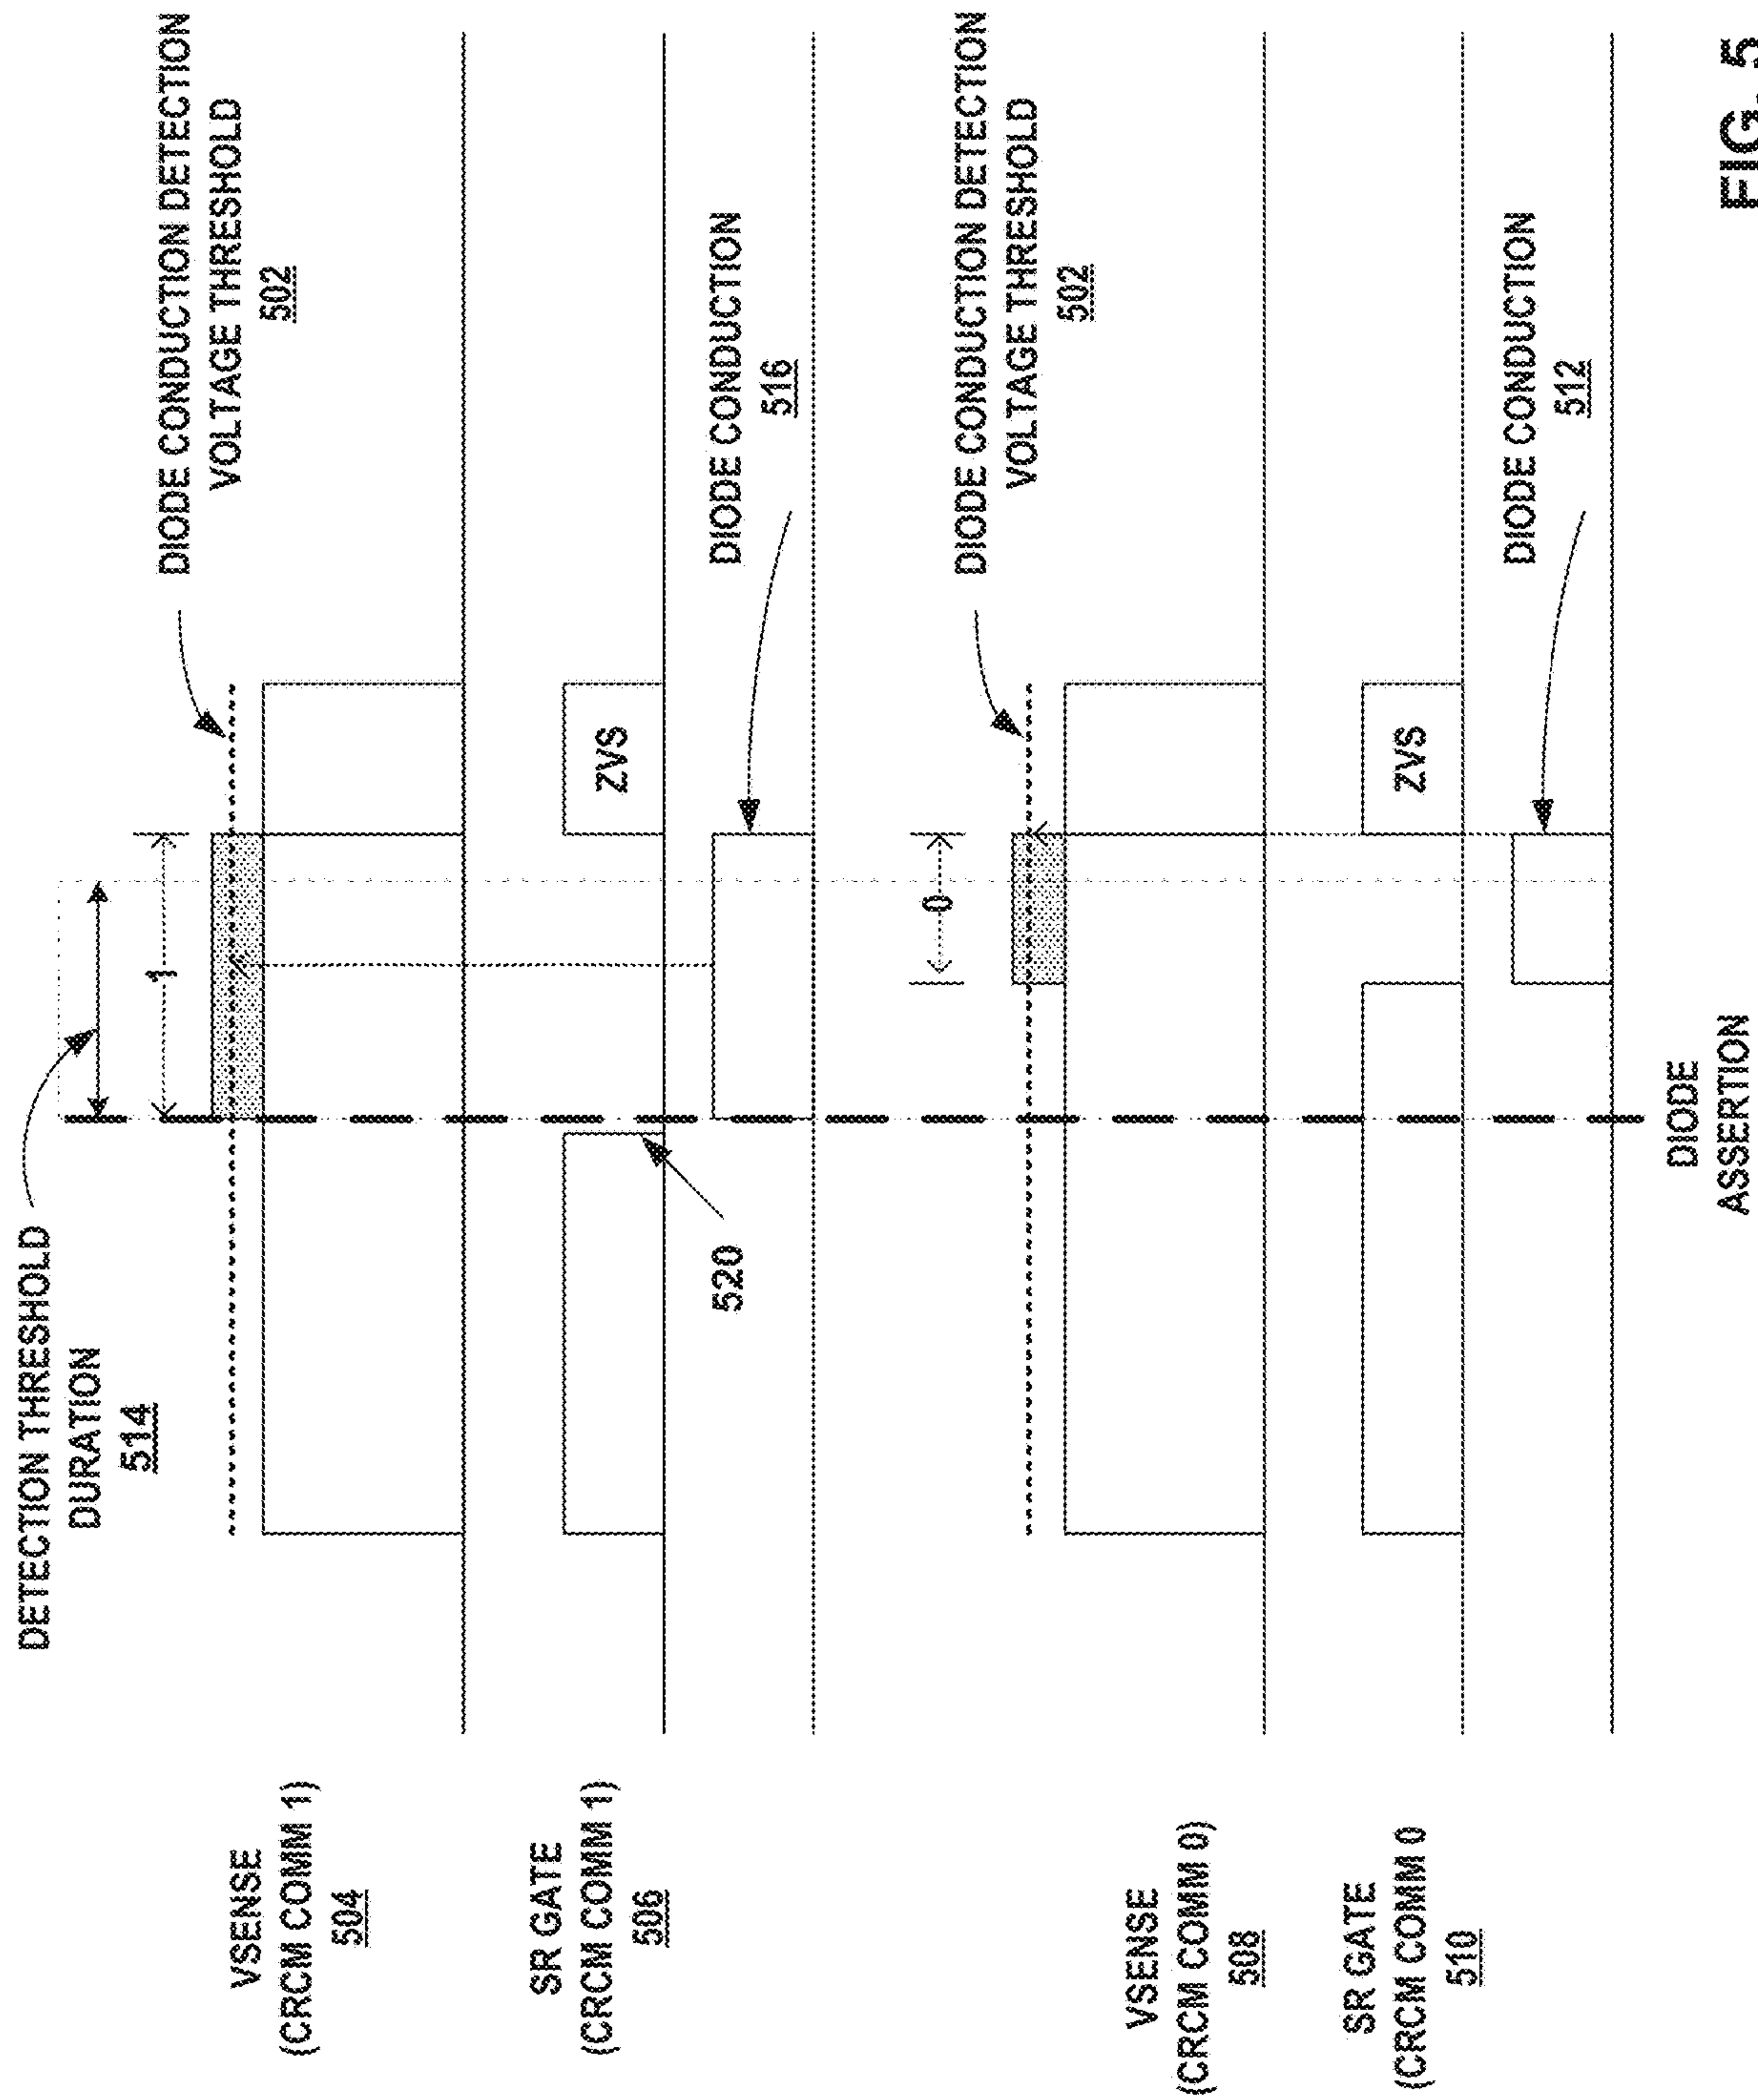 DETECTION THRESHOLD
DURATION
514
DIODE CONDUCTION DETECTION
VOLTAGE THRESHOLD
502
1
VSENSE
(CRCM COMM 1)
504
SR GATE
(CRCM COMM 1)
506
ZVS
520
DIODE CONDUCTION
516
DIODE CONDUCTION DETECTION
VOLTAGE THRESHOLD
502
0
VSENSE
(CRCM COMM 0)
508
SR GATE
(CRCM COMM 0
510
ZVS
DIODE CONDUCTION
512
DIODE
ASSERTION
FIG. 5